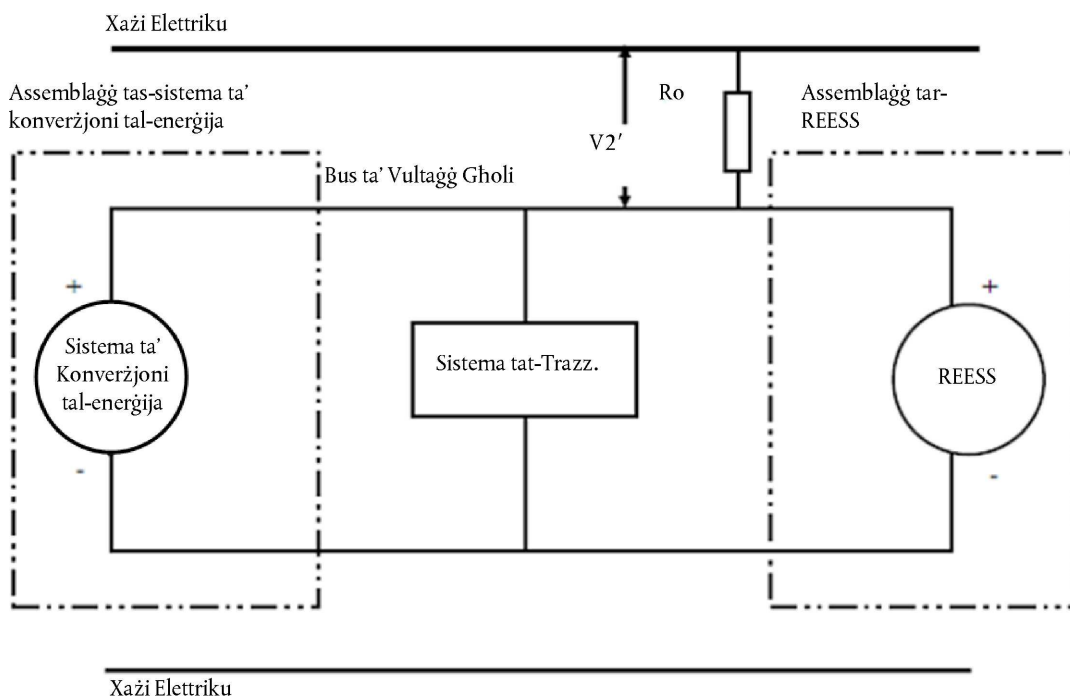 Xażi Elettriku
Assemblaġġ tas-sistema ta'
konverżjoni tal-enerġija
Ro
Assemblaġġ tar-
REESS
V2′
Bus ta' Vultaġġ Għoli
+
+
Sistema ta'
Konverżjoni
tal-enerġija
Sistema tat-Trazz.
REESS
-
-
Xażi Elettriku